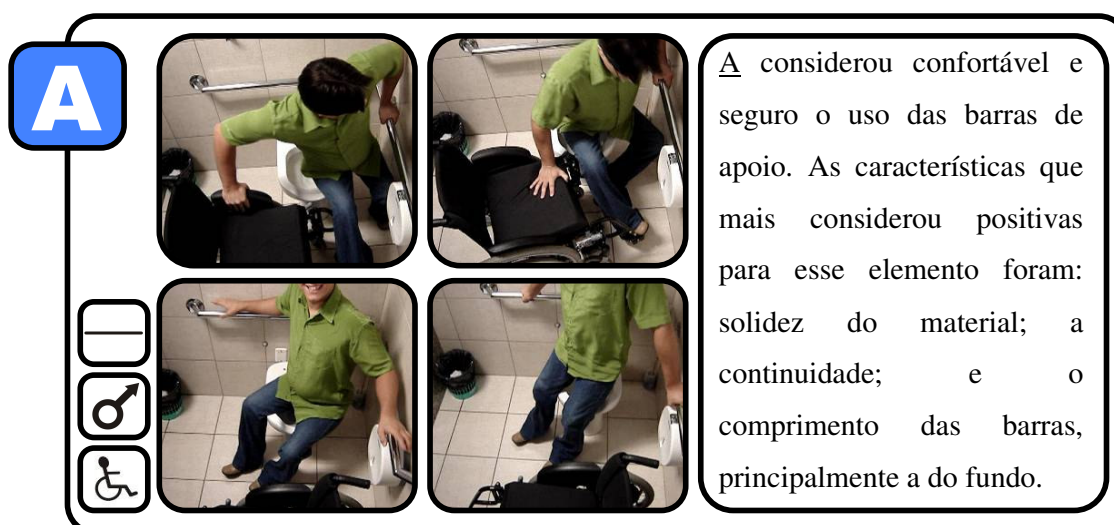 A
A considerou confortável e
seguro o uso das barras de
apoio. As características que
mais considerou positivas
para esse elemento foram:
solidez do material; a
continuidade; e o
comprimento das barras,
principalmente a do fundo.